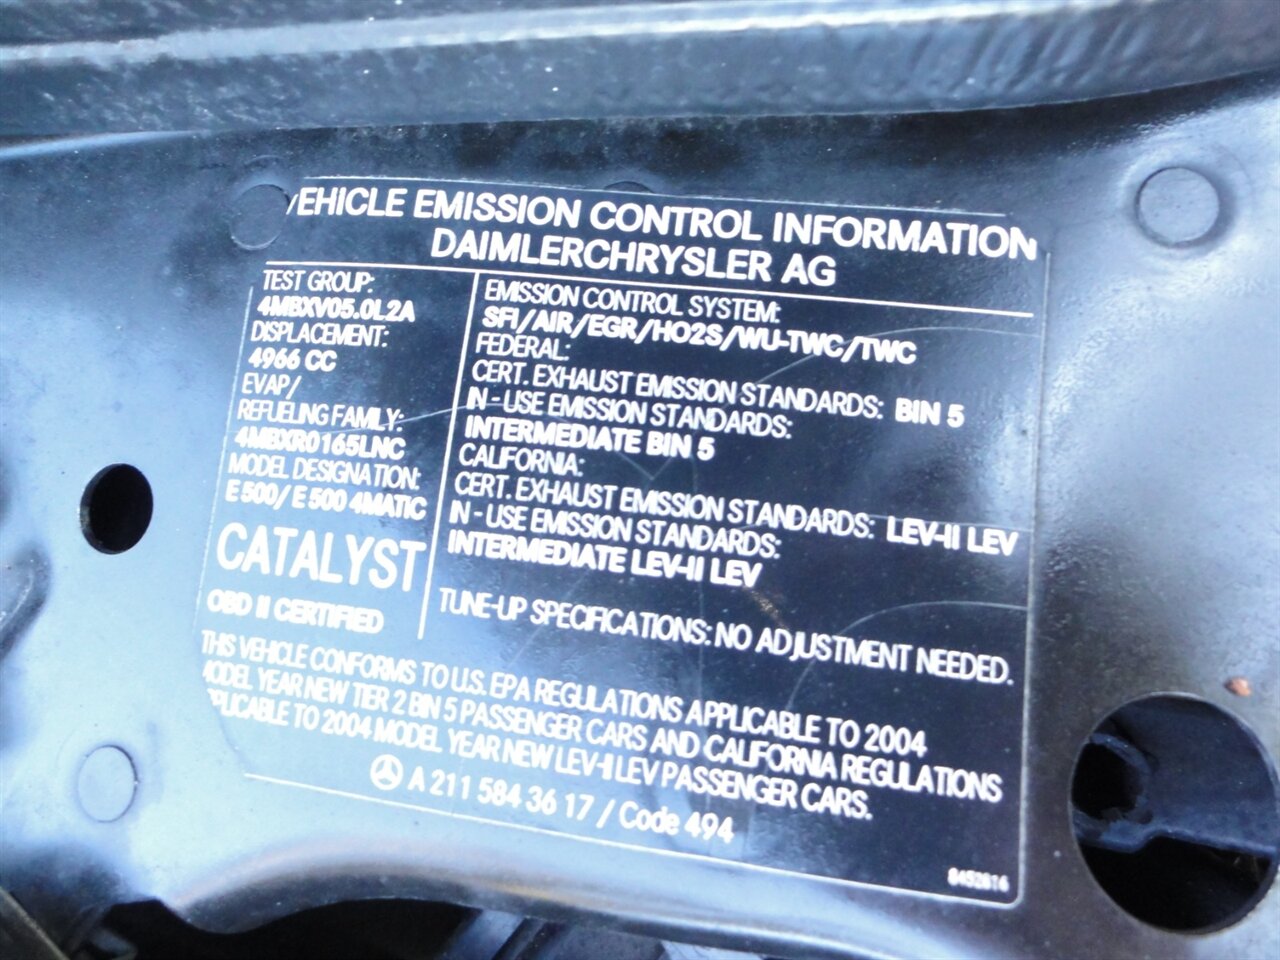 VEHICLE EMISSION CONTROL INFORMATION
DAIMLERCHRYSLER AG
TEST GROUP:
4MBXV05.0L2A
DISPLACEMENT:
4966 CC
EVAP/
REFUELING FAMILY:
4MBXR0165LNC
MODEL DESIGNATION:
E 500/ E 500 4MATIC
CATALYST
OBD II CERTIFIED
EMISSION CONTROL SYSTEM:
SFI/AIR/EGR/HO2S/WU-TWC/TWC
FEDERAL:
CERT. EXHAUST EMISSION STANDARDS: BIN 5
IN - USE EMISSION STANDARDS:
INTERMEDIATE BIN 5
CALIFORNIA:
CERT. EXHAUST EMISSION STANDARDS: LEV-II LEV
IN - USE EMISSION STANDARDS:
INTERMEDIATE LEV-II LEV
TUNE-UP SPECIFICATIONS: NO ADJUSTMENT NEEDED.
THIS VEHICLE CONFORMS TO U.S. EPA REGULATIONS APPLICABLE TO 2004
MODEL YEAR NEW TIER 2 BIN 5 PASSENGER CARS AND CALIFORNIA REGULATIONS
PPLICABLE TO 2004 MODEL YEAR NEW LEV-II LEV PASSENGER CARS.
A 211 584 36 17 / Code 494
8452616